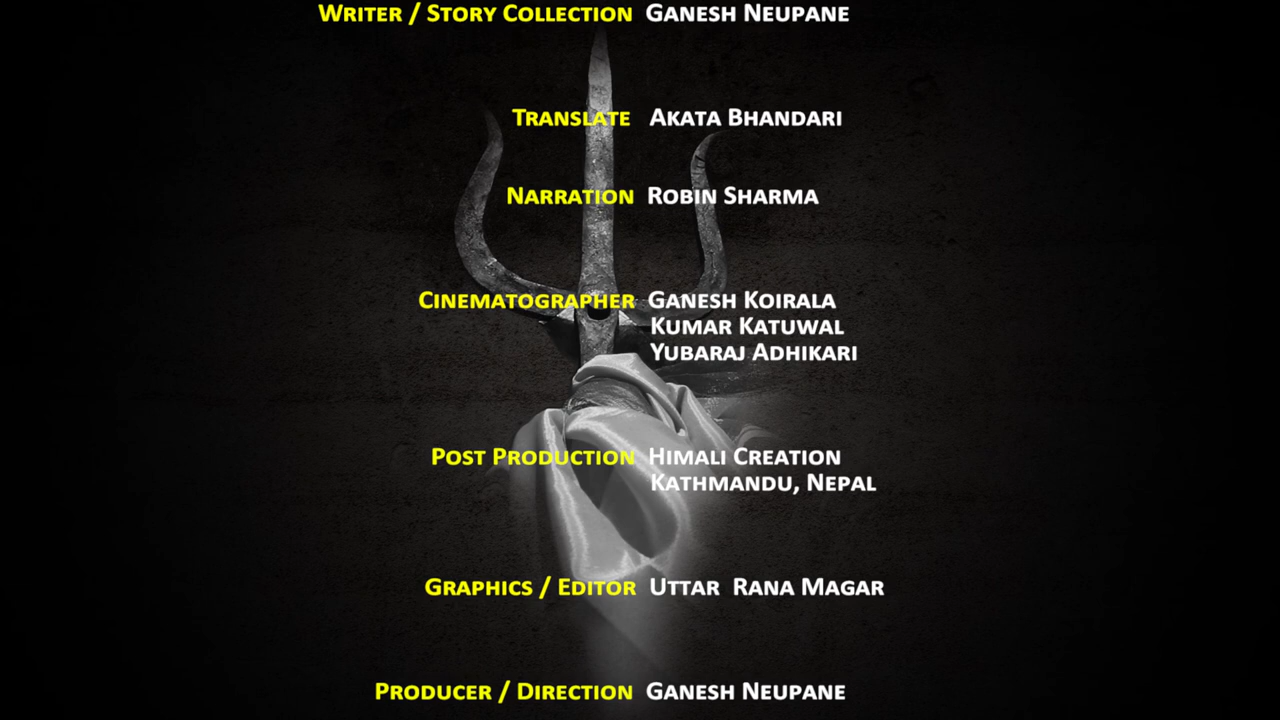 WRITER / STORY COLLECTION GANESH NEUPANE
TRANSLATE AKATA BHANDARI
NARRATION ROBIN SHARMA
CINEMATOGRAPHER GANESH KOIRALA
KUMAR KATUWAL
YUBARAJ ADHIKARI
POST PRODUCTION HIMALI CREATION
KATHMANDU, NEPAL
GRAPHICS / EDITOR UTTAR RANA MAGAR
PRODUCER / DIRECTION GANESH NEUPANE